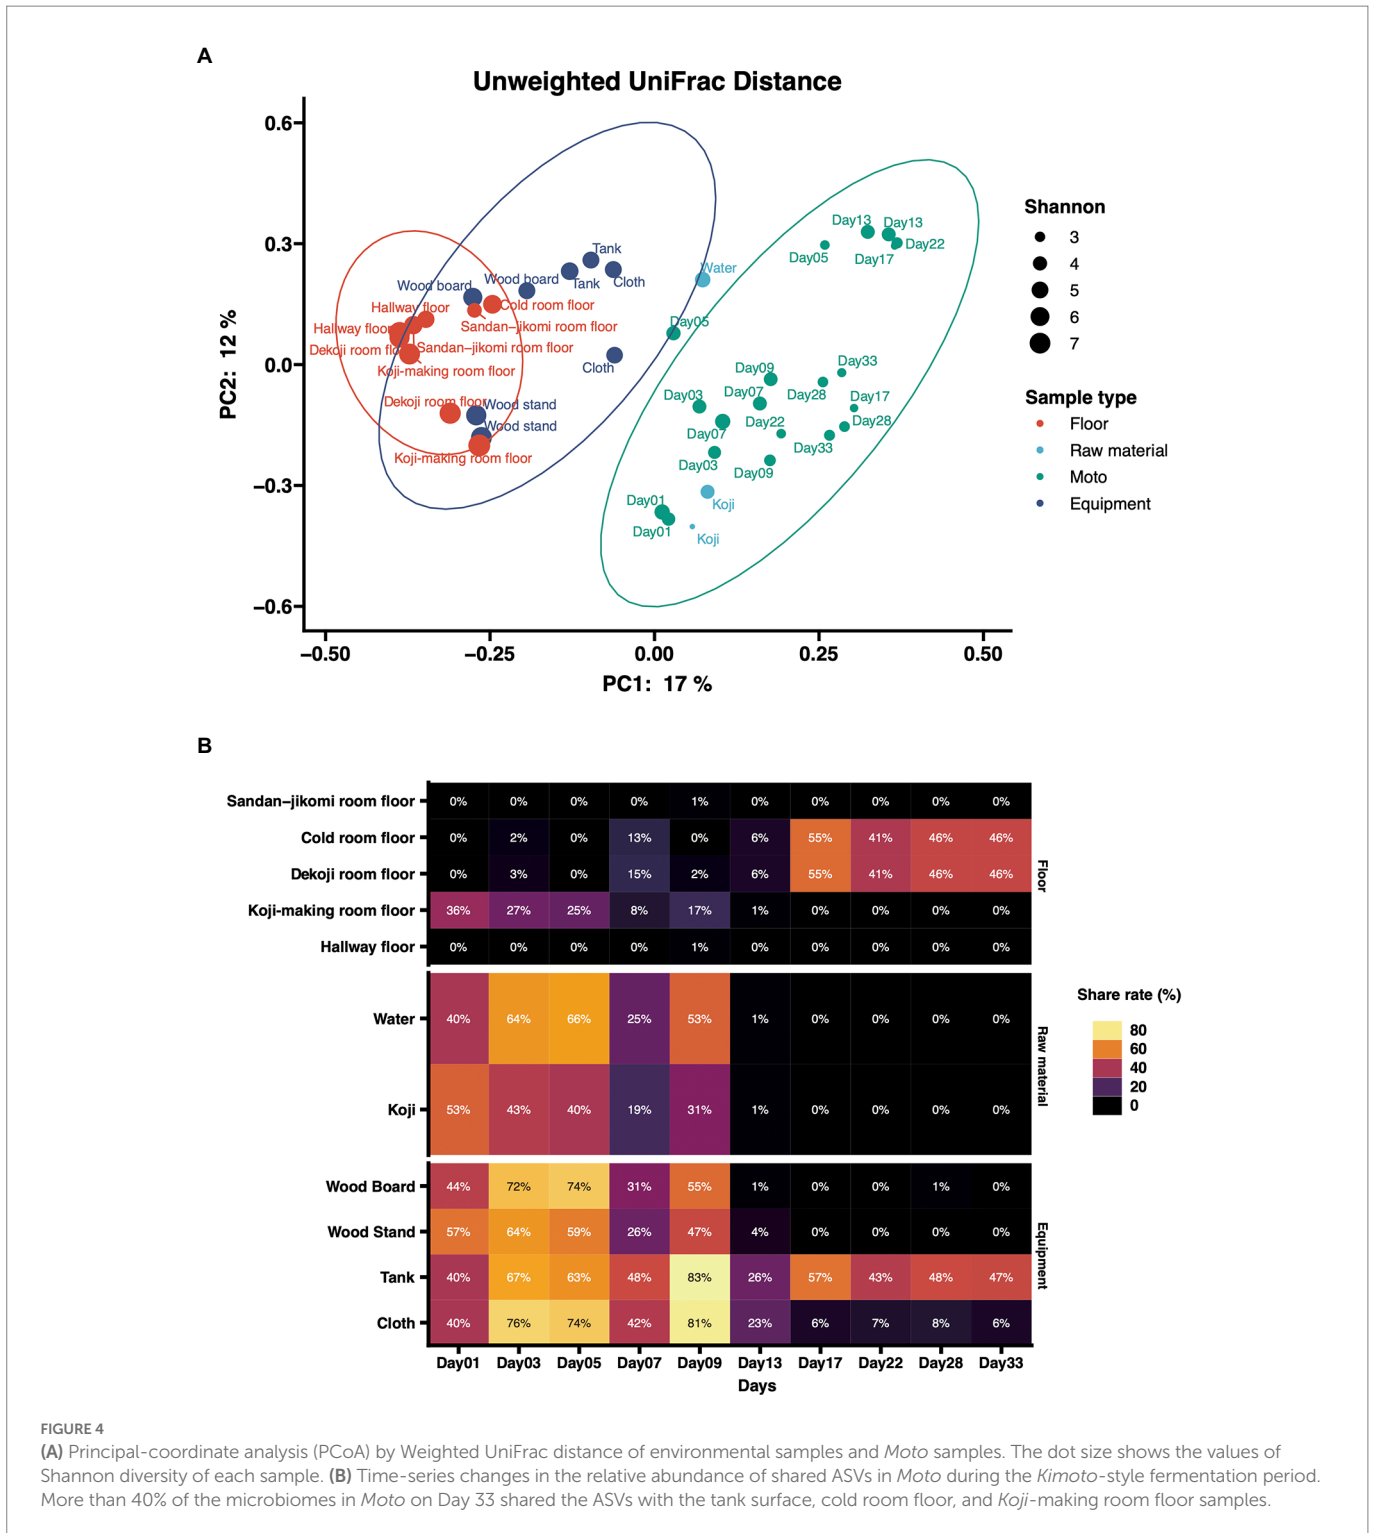 A
Unweighted UniFrac Distance
0.6
0.3
0.0
−0.3
−0.6
PC2: 12 %
−0.50
−0.25
0.00
0.25
0.50
PC1: 17 %
Day13
Day13
Day22
Day05
Day17
Water
Tank
Tank
Cloth
Wood board
Wood board
Cold room floor
Hallway floor
Sandan−jikomi room floor
Hallway floor
Day05
Dekoji room flo
Sandan−jikomi room floor
Koji-making room floor
Cloth
Day33
Day09
Day28
Day03
Day07
Day17
Dekoji room floor
Wood stand
Day22
Day28
Wood stand
Day07
Day33
Koji-making room floor
Day03
Day09
Day01
Koji
Day01
Koji
Shannon
3
4
5
6
7
Sample type
Floor
Raw material
Moto
Equipment
B
Sandan−jikomi room floor 0% 0% 0% 0% 1% 0% 0% 0% 0% 0%
Cold room floor 0% 2% 0% 13% 0% 6% 55% 41% 46% 46%
Dekoji room floor 0% 3% 0% 15% 2% 6% 55% 41% 46% 46%
Koji-making room floor 36% 27% 25% 8% 17% 1% 0% 0% 0% 0%
Hallway floor 0% 0% 0% 0% 1% 0% 0% 0% 0% 0%
Floor
Water 40% 64% 66% 25% 53% 1% 0% 0% 0% 0%
Koji 53% 43% 40% 19% 31% 1% 0% 0% 0% 0%
Raw material
Wood Board 44% 72% 74% 31% 55% 1% 0% 0% 1% 0%
Wood Stand 57% 64% 59% 26% 47% 4% 0% 0% 0% 0%
Tank 40% 67% 63% 48% 83% 26% 57% 43% 48% 47%
Cloth 40% 76% 74% 42% 81% 23% 6% 7% 8% 6%
Equipment
Day01 Day03 Day05 Day07 Day09 Day13 Day17 Day22 Day28 Day33
Days
Share rate (%)
80
60
40
20
0
FIGURE 4
(A) Principal-coordinate analysis (PCoA) by Weighted UniFrac distance of environmental samples and Moto samples. The dot size shows the values of
Shannon diversity of each sample. (B) Time-series changes in the relative abundance of shared ASVs in Moto during the Kimoto-style fermentation period.
More than 40% of the microbiomes in Moto on Day 33 shared the ASVs with the tank surface, cold room floor, and Koji-making room floor samples.